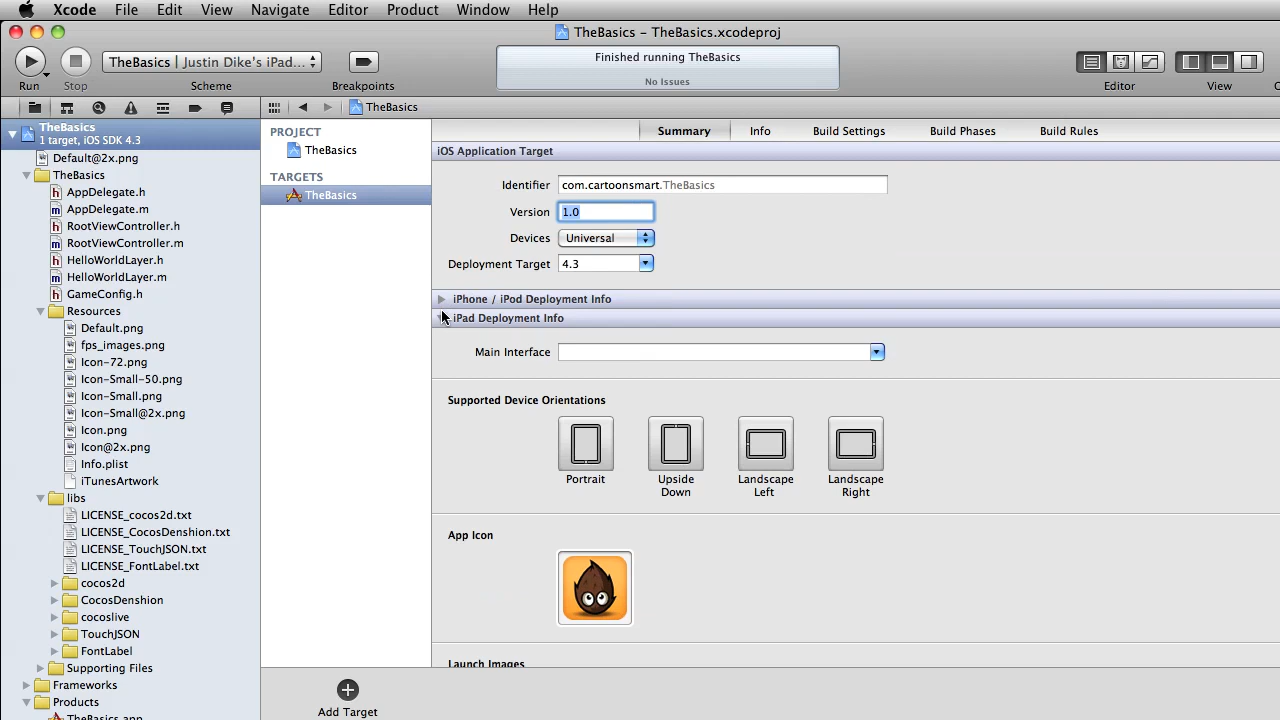 Xcode File Edit View Navigate Editor Product Window Help
TheBasics – TheBasics.xcodeproj
TheBasics | Justin Dike's iPad...
Finished running TheBasics
No Issues
Run Stop Scheme Breakpoints Editor View
TheBasics
TheBasics
1 target, iOS SDK 4.3
Default@2x.png
TheBasics
AppDelegate.h
AppDelegate.m
RootViewController.h
RootViewController.m
HelloWorldLayer.h
HelloWorldLayer.m
GameConfig.h
Resources
Default.png
fps_images.png
Icon-72.png
Icon-Small-50.png
Icon-Small.png
Icon-Small@2x.png
Icon.png
Icon@2x.png
Info.plist
iTunesArtwork
libs
LICENSE_cocos2d.txt
LICENSE_CocosDenshion.txt
LICENSE_TouchJSON.txt
LICENSE_FontLabel.txt
cocos2d
CocosDenshion
cocoslive
TouchJSON
FontLabel
Supporting Files
Frameworks
Products
TheBasics.app
PROJECT
TheBasics
TARGETS
TheBasics
Summary Info Build Settings Build Phases Build Rules
iOS Application Target
Identifier com.cartoonsmart.TheBasics
Version 1.0
Devices Universal
Deployment Target 4.3
iPhone / iPod Deployment Info
iPad Deployment Info
Main Interface
Supported Device Orientations
Portrait
Upside Down
Landscape Left
Landscape Right
App Icon
Launch Images
Add Target